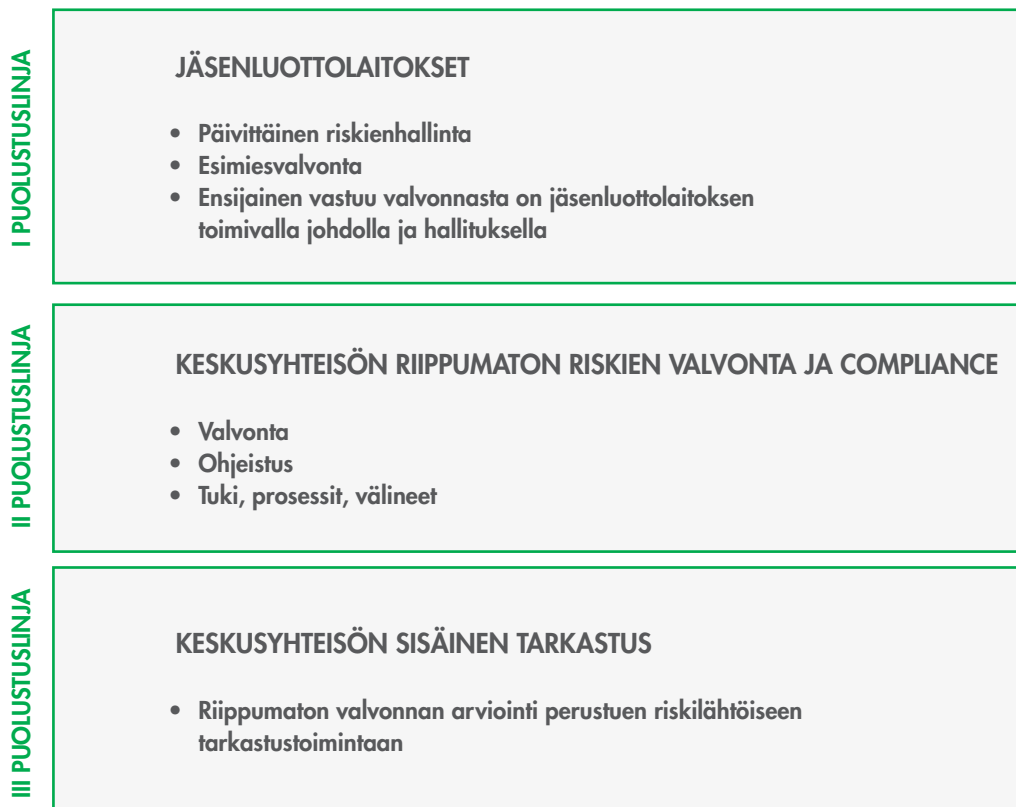 I PUOLUSTUSLINJA
JÄSENLUOTTOLAITOKSET
• Päivittäinen riskienhallinta
• Esimiesvalvonta
• Ensijainen vastuu valvonnasta on jäsenluottolaitoksen
toimivalla johdolla ja hallituksella
II PUOLUSTUSLINJA
KESKUSYHTEISÖN RIIPPUMATON RISKIEN VALVONTA JA COMPLIANCE
• Valvonta
• Ohjeistus
• Tuki, prosessit, välineet
III PUOLUSTUSLINJA
KESKUSYHTEISÖN SISÄINEN TARKASTUS
• Riippumaton valvonnan arviointi perustuen riskilähtöiseen
tarkastustoimintaan